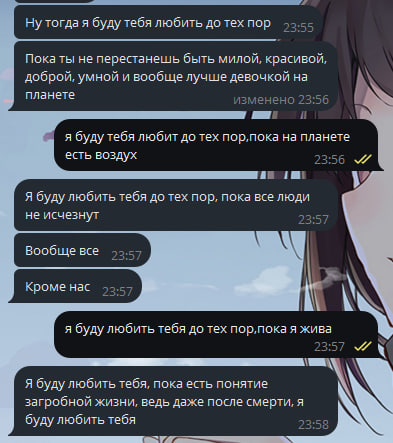 Ну тогда я буду тебя любить до тех пор 23:55
Пока ты не перестанешь быть милой, красивой,
доброй, умной и вообще лучше девочкой на
планете
изменено 23:56
я буду тебя любит до тех пор,пока на планете
есть воздух
23:56
Я буду любить тебя до тех пор, пока все люди
не исчезнут
23:57
Вообще все 23:57
Кроме нас 23:57
я буду любить тебя до тех пор,пока я жива
23:57
Я буду любить тебя, пока есть понятие
загробной жизни, ведь даже после смерти, я
буду любить тебя
23:58